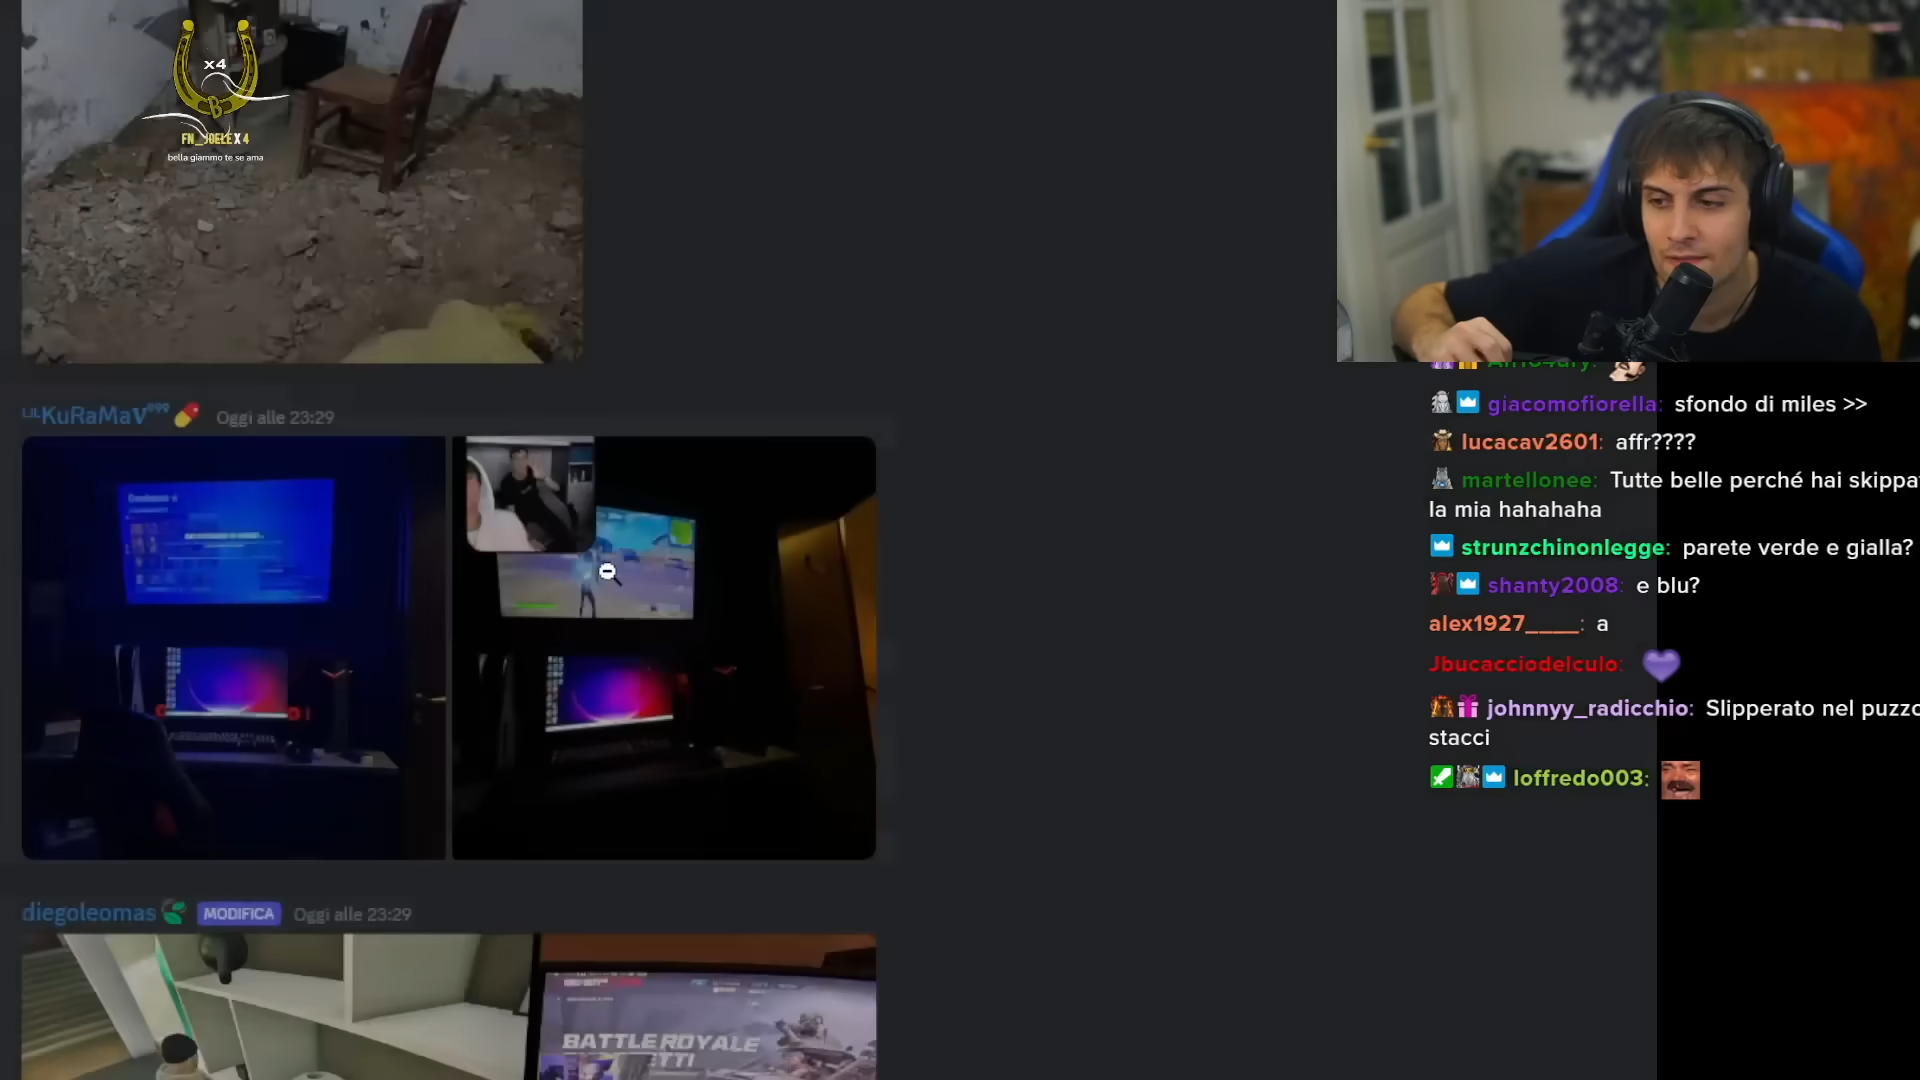 x4
B
FN_JOELE X 4
bella giammo te se ama
giacomofiorella: sfondo di miles >>
lucacav2601: affr????
martellonee: Tutte belle perché hai skippa
la mia hahahaha
strunzchinonlegge: parete verde e gialla?
shanty2008: e blu?
alex1927____: a
Jbucacciodelculo:
johnnyy_radicchio: Slipperato nel puzzo
stacci
loffredo003:
LILKuRaMaV999 Oggi alle 23:29
diegoleomas MODIFICA Oggi alle 23:29
BATTLE ROYALE